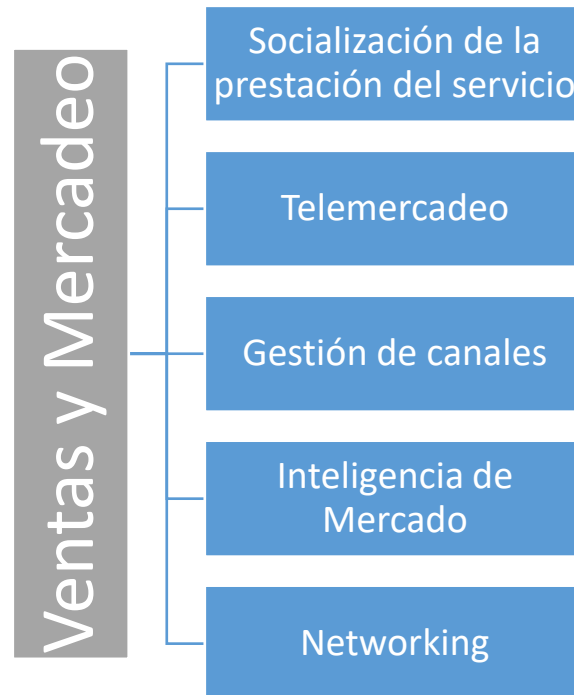 Ventas y Mercadeo
Socialización de la
prestación del servicio
Telemercadeo
Gestión de canales
Inteligencia de
Mercado
Networking